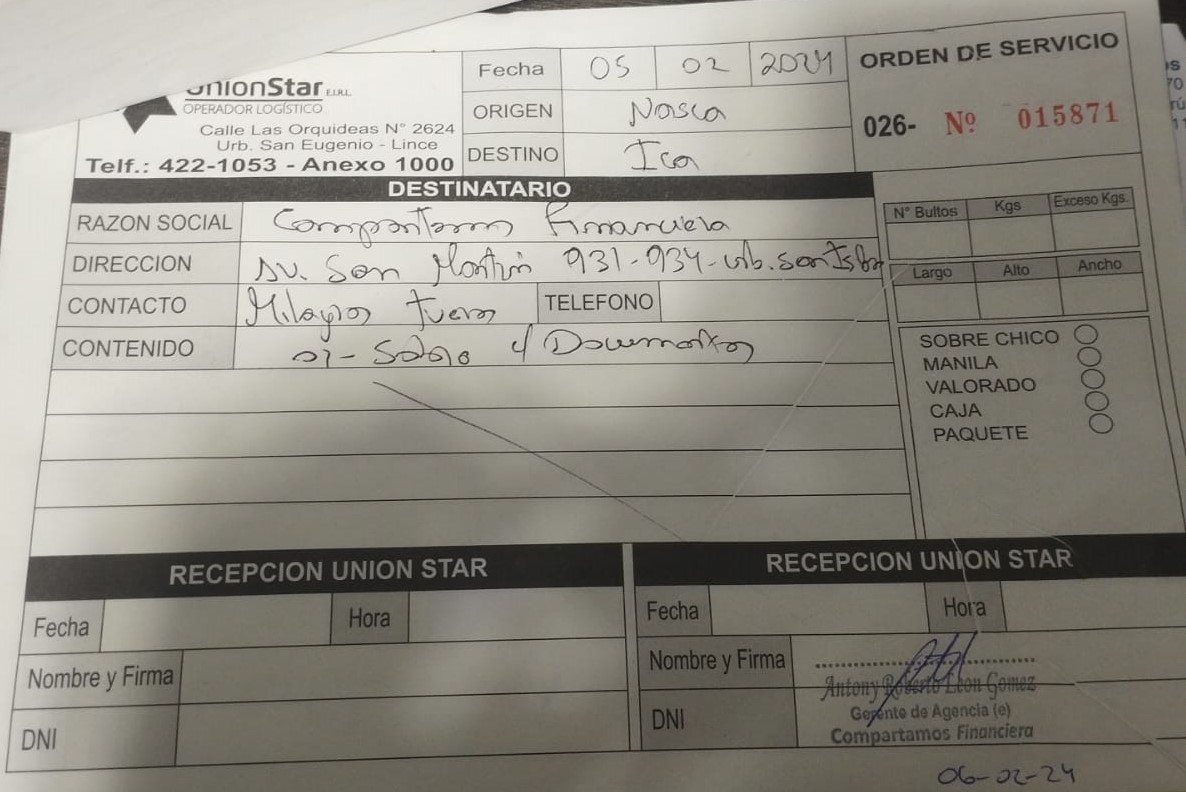 UnionStar E.I.R.L.
OPERADOR LOGÍSTICO
Calle Las Orquideas N° 2624
Urb. San Eugenio - Lince
Telf.: 422-1053 - Anexo 1000
Fecha 05 02 2024
ORIGEN Nasca
DESTINO Ica
ORDEN DE SERVICIO
026- Nº 015871
DESTINATARIO
RAZON SOCIAL Compartamos Financiera
DIRECCION Av. San Martin 931-934-urb. San Isidro
CONTACTO Milagros Tueros TELEFONO
CONTENIDO 01- Sobre c/ Documentos
N° Bultos Kgs Exceso Kgs.
Largo Alto Ancho
SOBRE CHICO
MANILA
VALORADO
CAJA
PAQUETE
RECEPCION UNION STAR
Fecha Hora
Nombre y Firma
DNI
RECEPCION UNION STAR
Fecha Hora
Nombre y Firma
DNI
Antony Roberto Leon Gomez
Gerente de Agencia (e)
Compartamos Financiera
06-02-24